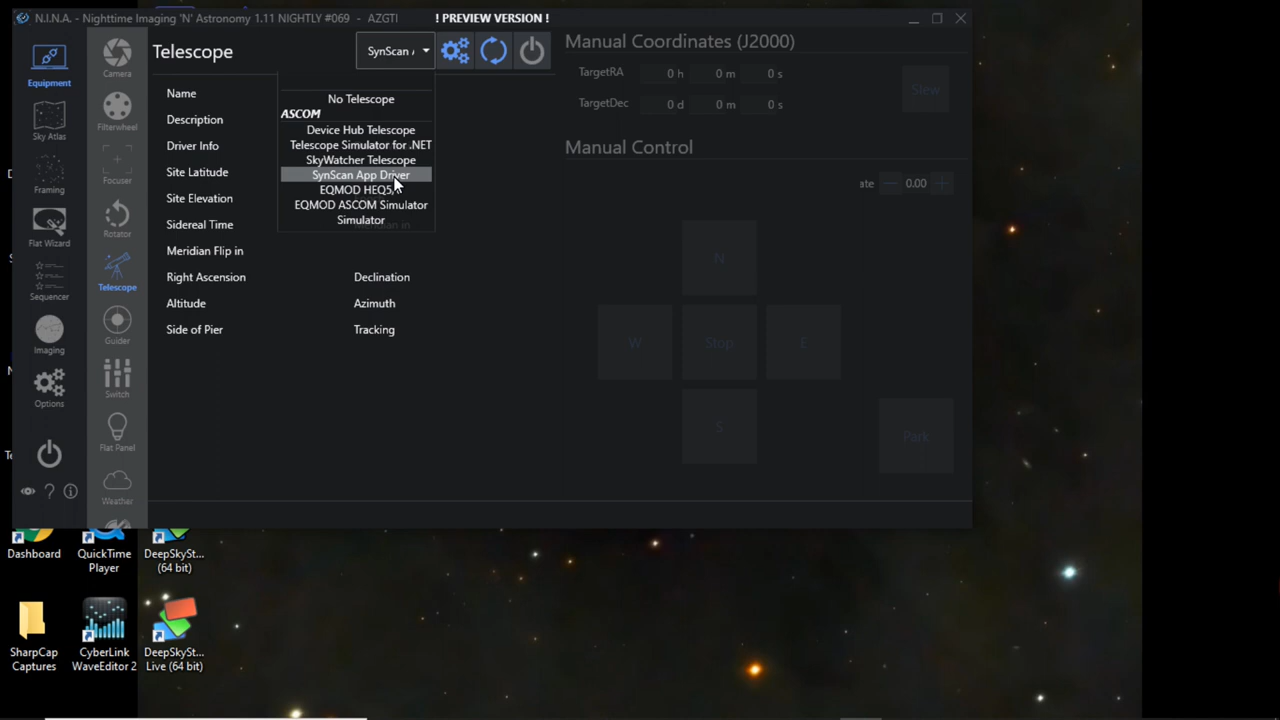 N.I.N.A. - Nighttime Imaging 'N' Astronomy 1.11 NIGHTLY #069 - AZGTI
! PREVIEW VERSION !
Equipment
Sky Atlas
Framing
Flat Wizard
Sequencer
Imaging
Options
Camera
Filterwheel
Focuser
Rotator
Telescope
Guider
Switch
Flat Panel
Weather
Telescope
SynScan
Name
Description
Driver Info
Site Latitude
Site Elevation
Sidereal Time
Meridian in
Meridian Flip in
Right Ascension
Declination
Altitude
Azimuth
Side of Pier
Tracking
No Telescope
ASCOM
Device Hub Telescope
Telescope Simulator for .NET
SkyWatcher Telescope
SynScan App Driver
EQMOD HEQ5/
EQMOD ASCOM Simulator
Simulator
Manual Coordinates (J2000)
TargetRA 0 h 0 m 0 s
TargetDec 0 d 0 m 0 s
Slew
Manual Control
ate 0.00
N
W Stop E
S
Park
Dashboard
QuickTime Player
DeepSkySt... (64 bit)
SharpCap Captures
CyberLink WaveEditor 2
DeepSkySt... Live (64 bit)